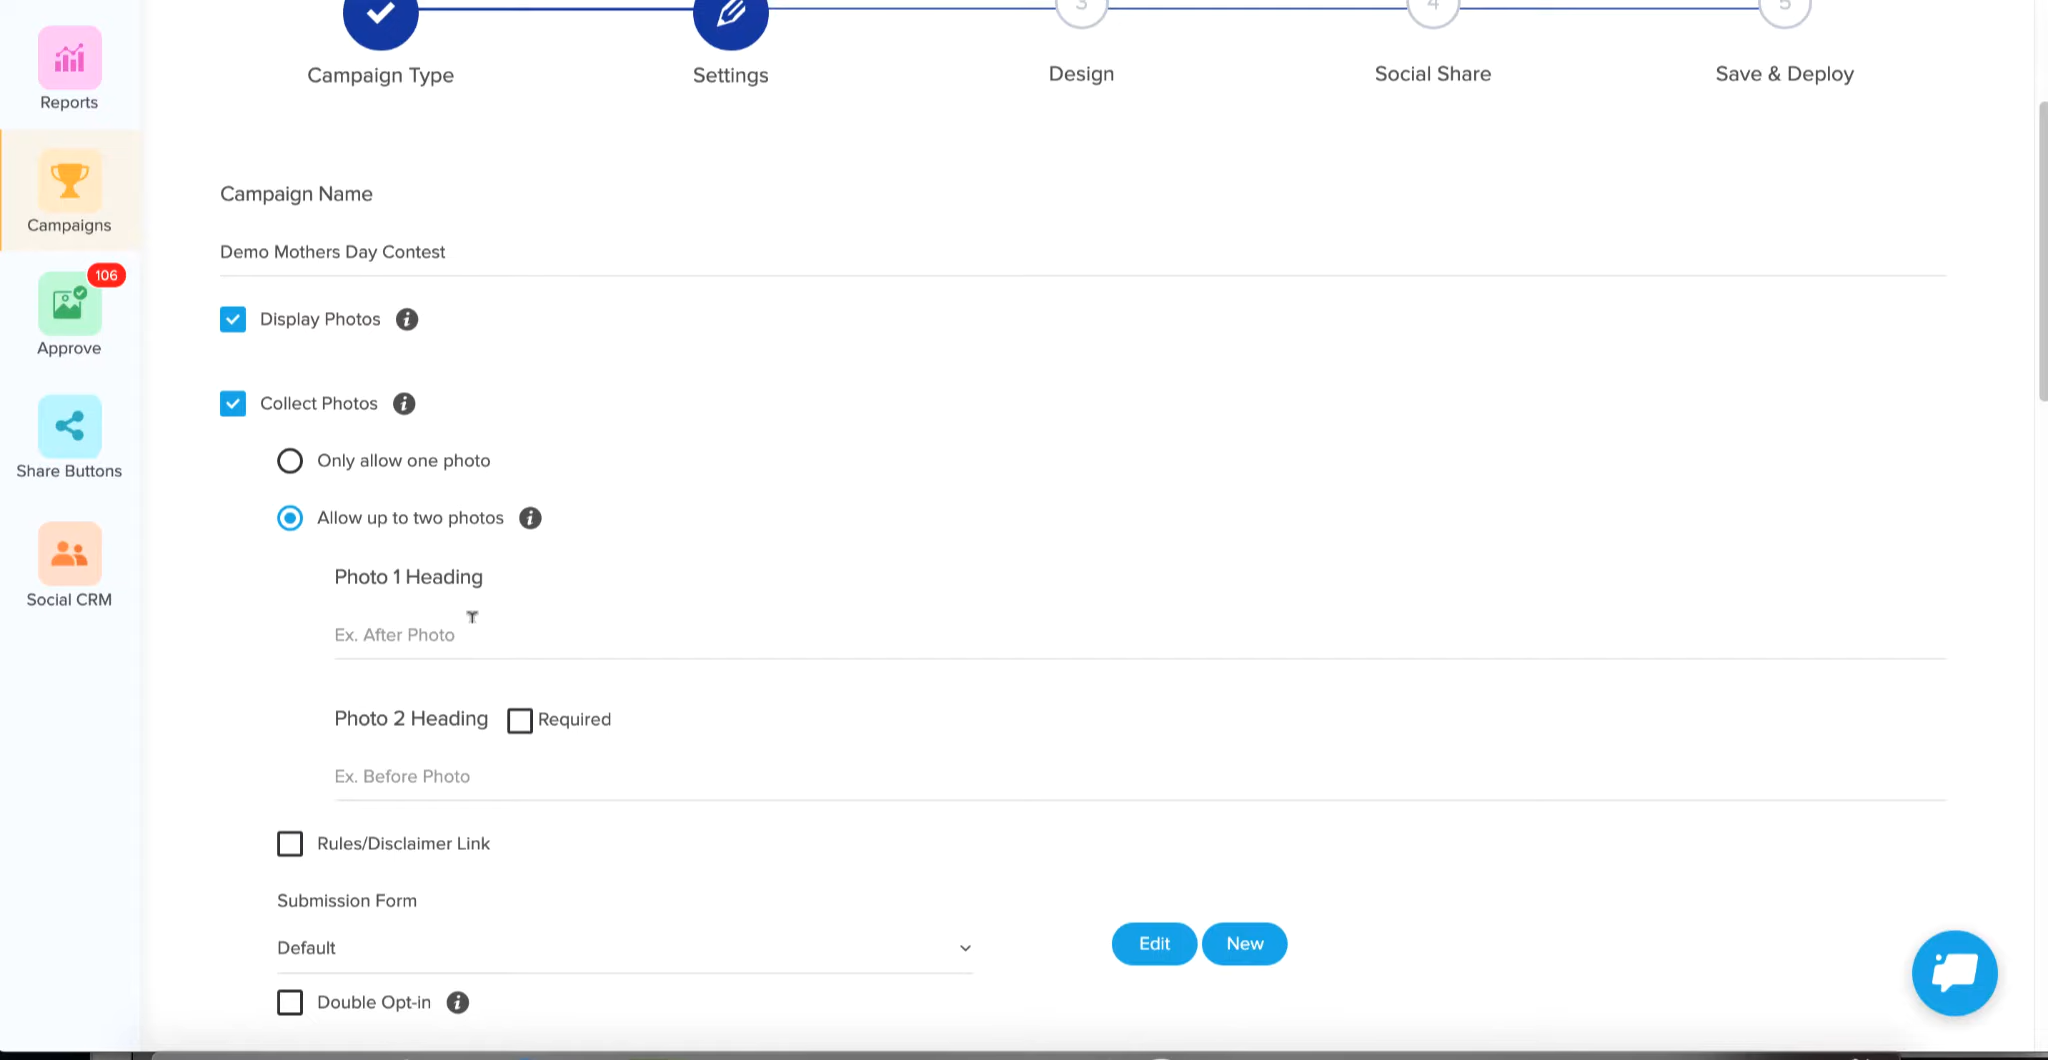 3
4
5
Campaign Type
Settings
Design
Social Share
Save & Deploy
Reports
Campaigns
106
Approve
Share Buttons
Social CRM
Campaign Name
Demo Mothers Day Contest
Display Photos
Collect Photos
Only allow one photo
Allow up to two photos
Photo 1 Heading
Ex. After Photo
Photo 2 Heading
Required
Ex. Before Photo
Rules/Disclaimer Link
Submission Form
Default
Edit
New
Double Opt-in